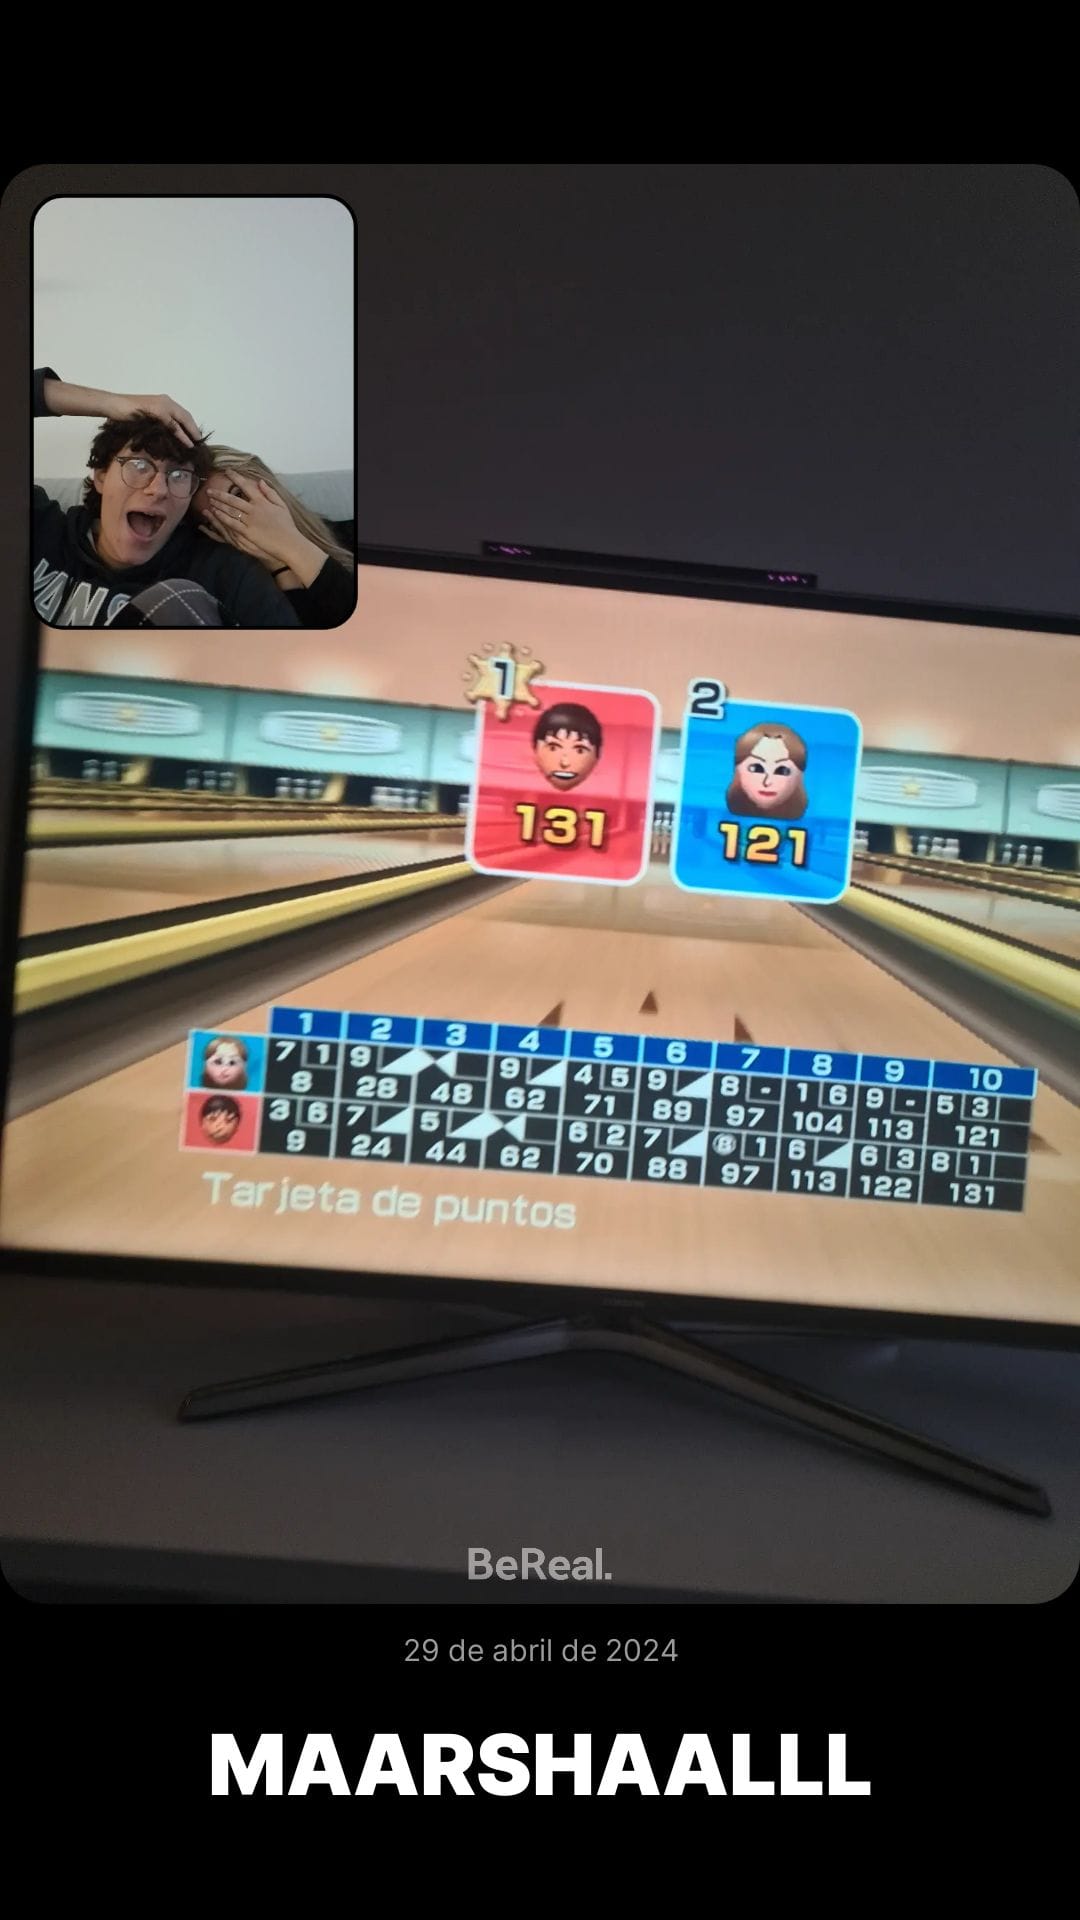 VANS
1 2
131 121
1 2 3 4 5 6 7 8 9 10
7 1 9 9 4 5 9 8 - 1 6 9 - 5 3
8 28 48 62 71 89 97 104 113 121
3 6 7 5 6 2 7 8 1 6 6 3 8 1
9 24 44 62 70 88 97 113 122 131
Tarjeta de puntos
BeReal.
29 de abril de 2024
MAARSHAALLL